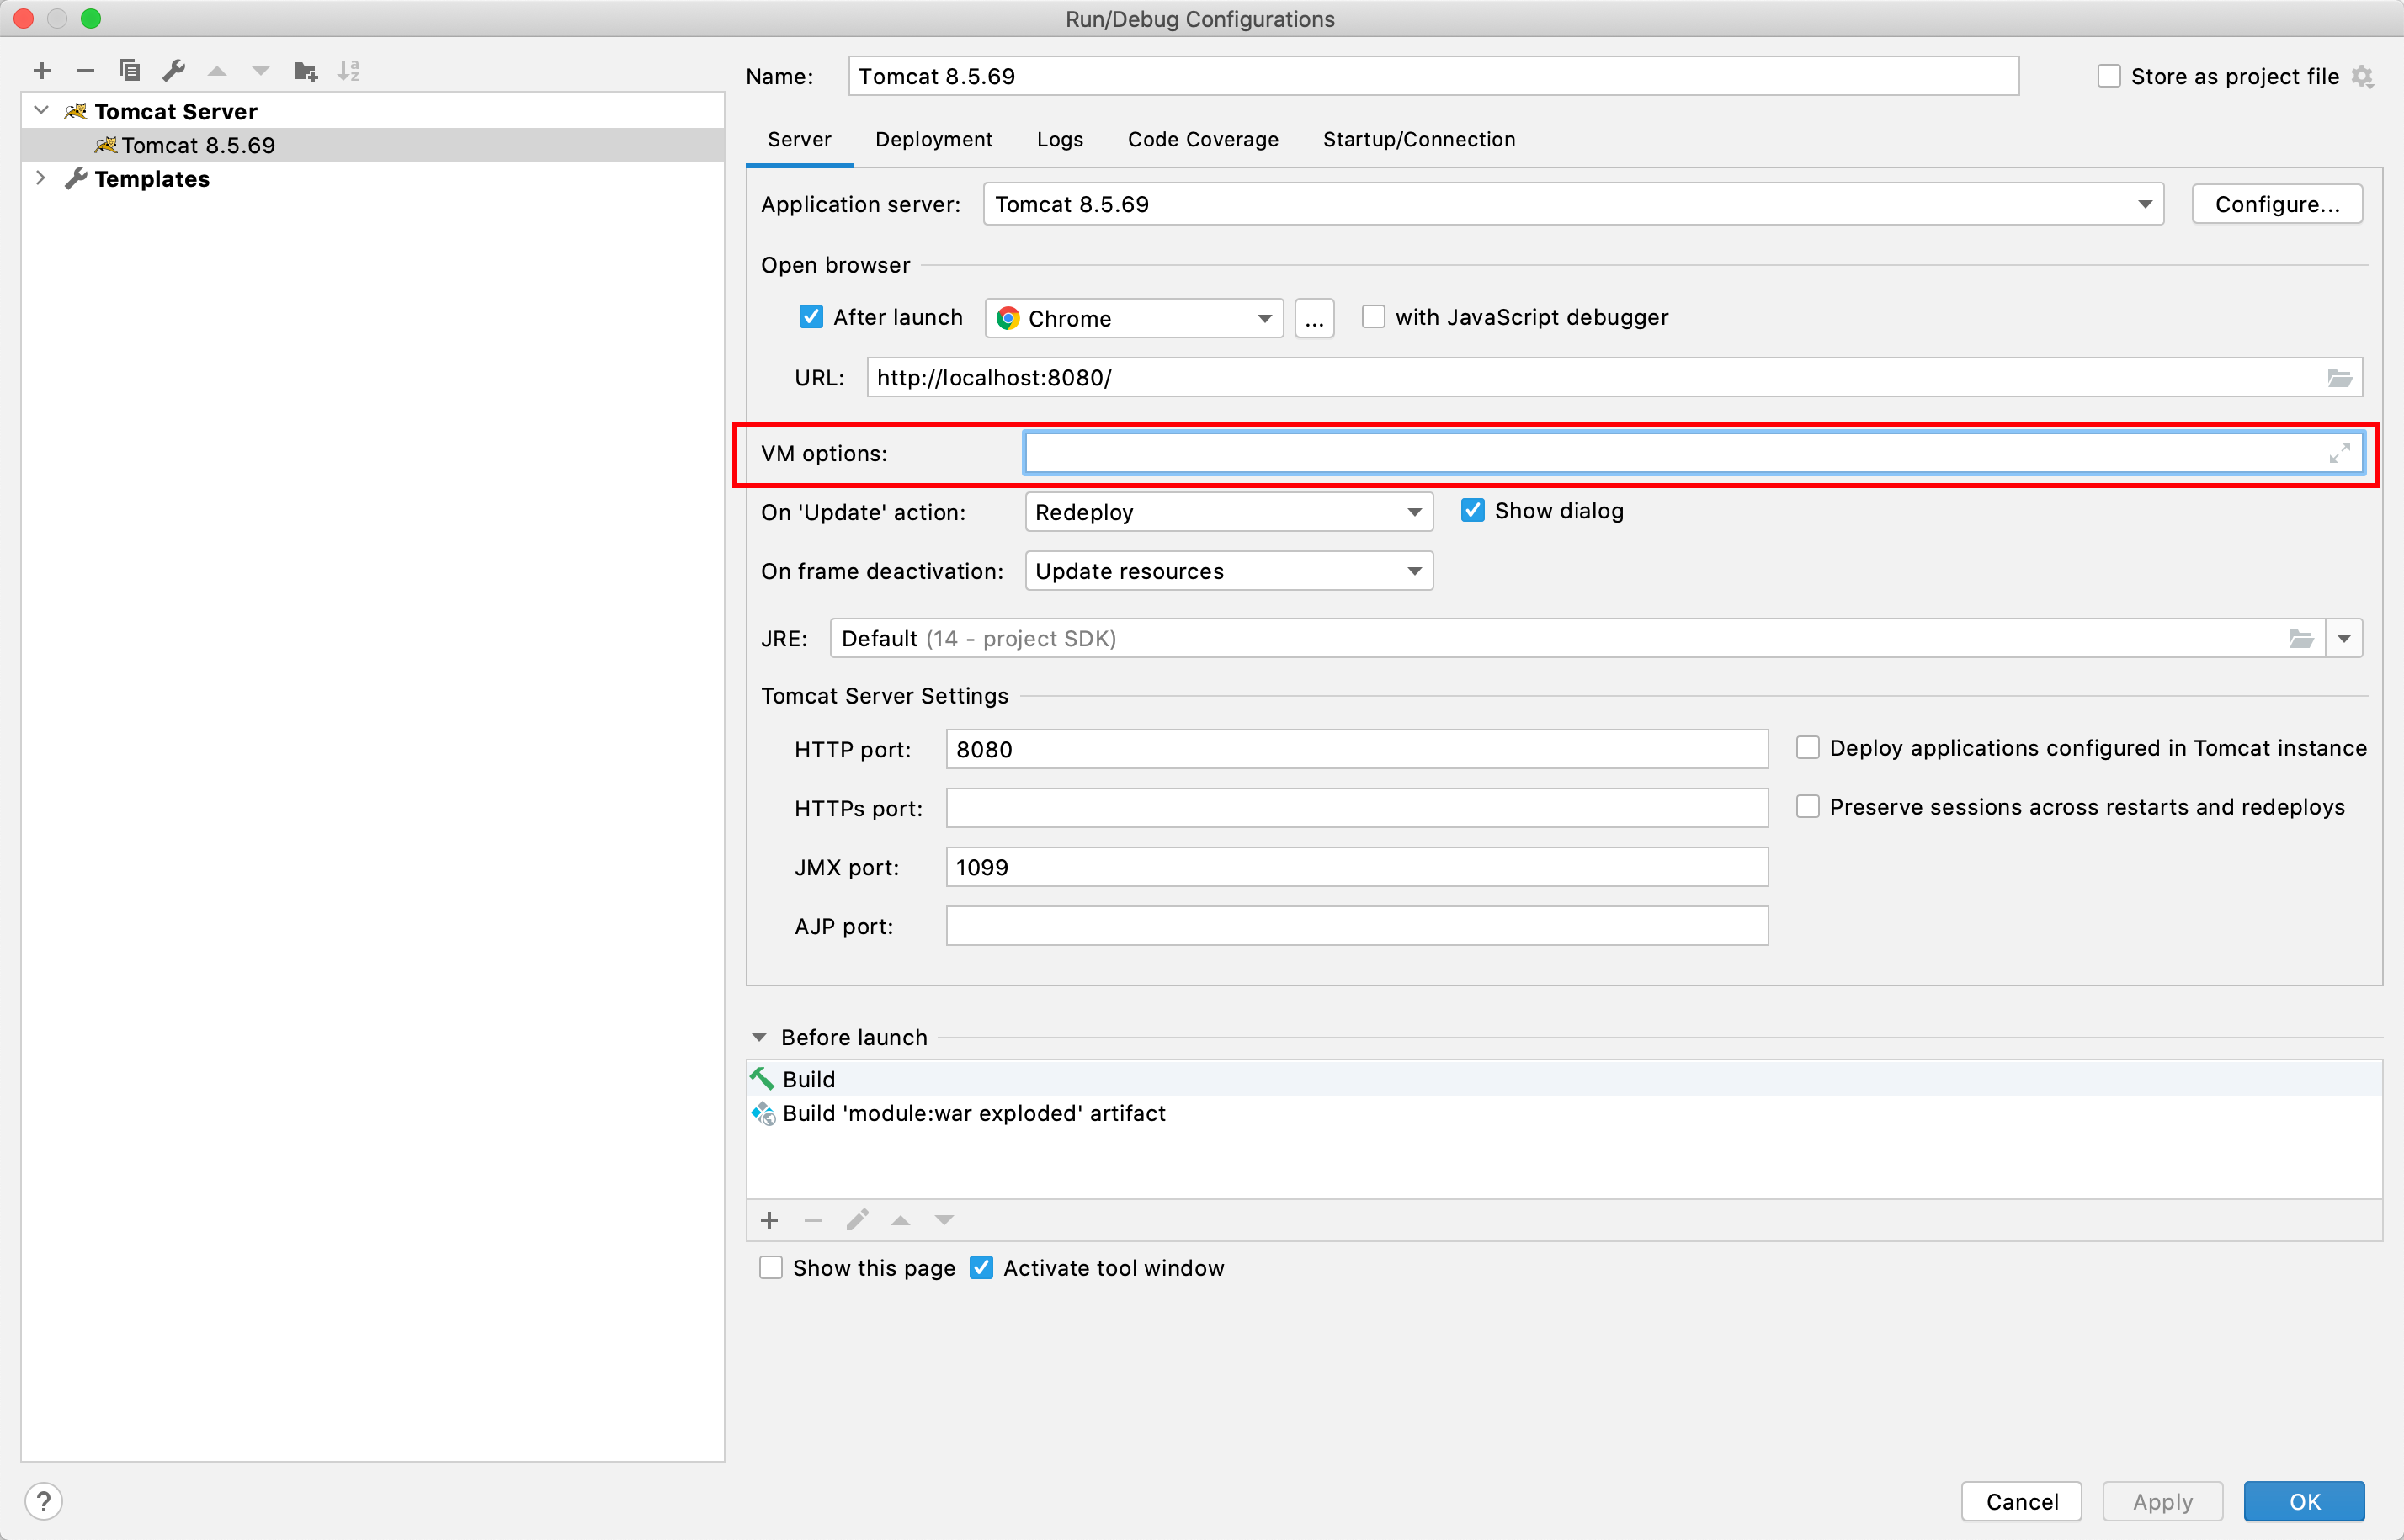 Run/Debug Configurations
Tomcat Server
Tomcat 8.5.69
Templates
Name: Tomcat 8.5.69 Store as project file
Server Deployment Logs Code Coverage Startup/Connection
Application server: Tomcat 8.5.69 Configure...
Open browser
After launch Chrome ... with JavaScript debugger
URL: http://localhost:8080/
VM options:
On 'Update' action: Redeploy Show dialog
On frame deactivation: Update resources
JRE: Default (14 - project SDK)
Tomcat Server Settings
HTTP port: 8080 Deploy applications configured in Tomcat instance
HTTPs port: Preserve sessions across restarts and redeploys
JMX port: 1099
AJP port:
Before launch
Build
Build 'module:war exploded' artifact
Show this page Activate tool window
? Cancel Apply OK